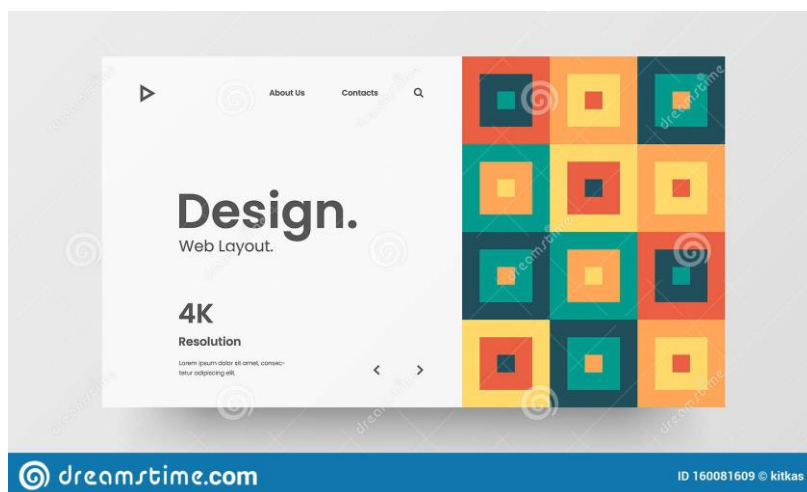 About Us Contacts
Design.
Web Layout.
4K
Resolution
Lorem ipsum dolor sit amet, consec-
tetur adipiscing elit.
dreamstime.com
ID 160081609 © kitkas